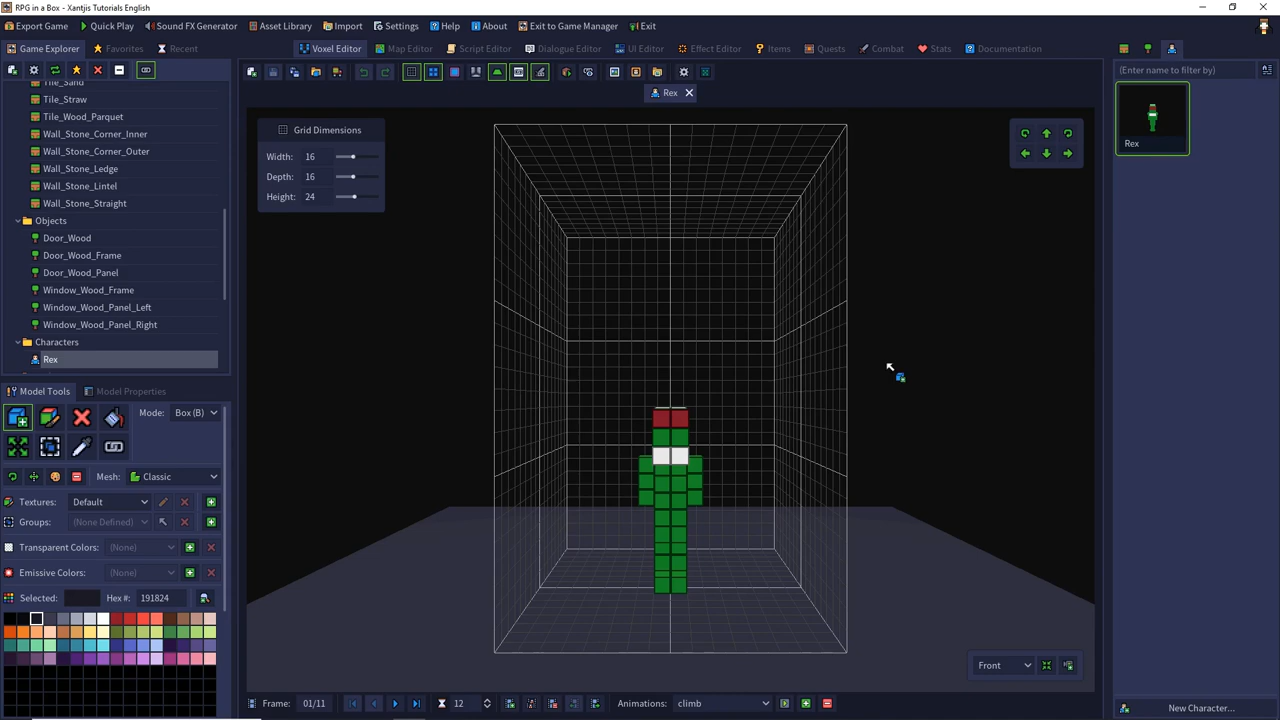 RPG in a Box - Xantjis Tutorials English
Export Game Quick Play Sound FX Generator Asset Library Import Settings Help About Exit to Game Manager Exit
Game Explorer Favorites Recent Voxel Editor Map Editor Script Editor Dialogue Editor UI Editor Effect Editor Items Quests Combat Stats Documentation
(Enter name to filter by)
Tile_Sand
Tile_Straw
Tile_Wood_Parquet
Wall_Stone_Corner_Inner
Wall_Stone_Corner_Outer
Wall_Stone_Ledge
Wall_Stone_Lintel
Wall_Stone_Straight
Objects
Door_Wood
Door_Wood_Frame
Door_Wood_Panel
Window_Wood_Frame
Window_Wood_Panel_Left
Window_Wood_Panel_Right
Characters
Rex
Model Tools Model Properties
Mode: Box (B)
Mesh: Classic
Textures: Default
Groups: (None Defined)
Transparent Colors: (None)
Emissive Colors: (None)
Selected: Hex#: 191824
Rex
Grid Dimensions
Width: 16
Depth: 16
Height: 24
Front
Frame: 01/11 12 Animations: climb
Rex
New Character...